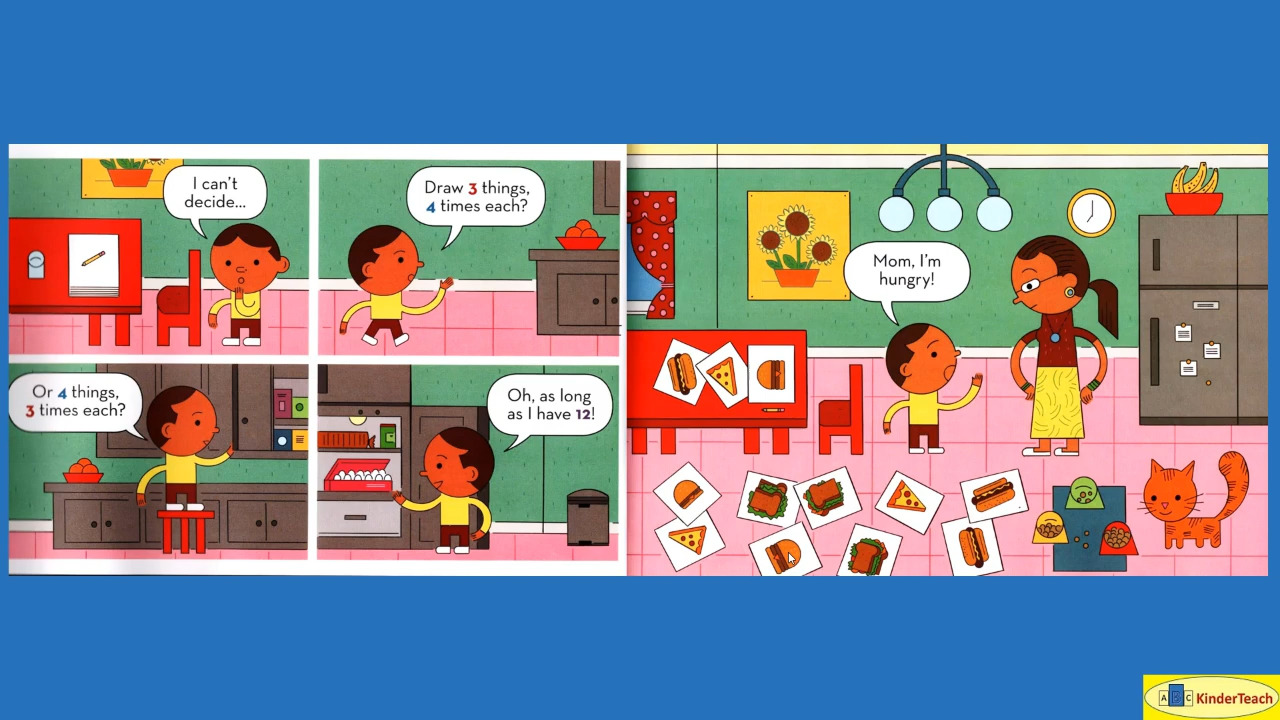 I can't
decide...
Draw 3 things,
4 times each?
Or 4 things,
3 times each?
Oh, as long
as I have 12!
Mom, I'm
hungry!
ABC KinderTeach